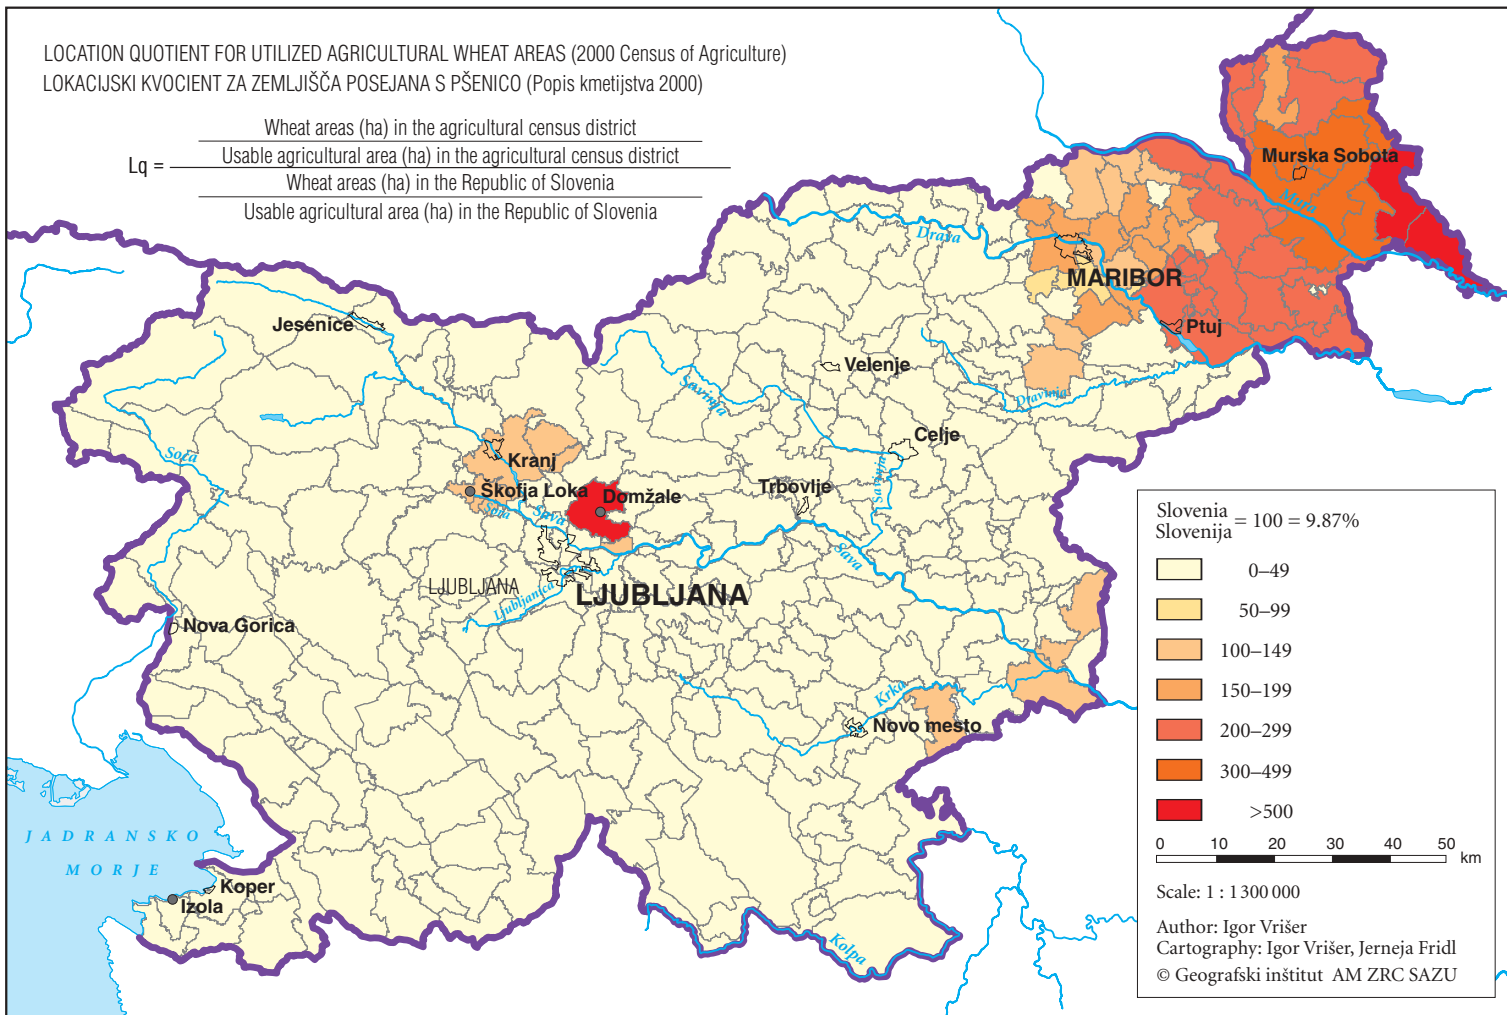 LOCATION QUOTIENT FOR UTILIZED AGRICULTURAL WHEAT AREAS (2000 Census of Agriculture)
LOKACIJSKI KVOCIENT ZA ZEMLJIŠČA POSEJANA S PŠENICO (Popis kmetijstva 2000)
Wheat areas (ha) in the agricultural census district
Usable agricultural area (ha) in the agricultural census district
Lq =
Wheat areas (ha) in the Republic of Slovenia
Usable agricultural area (ha) in the Republic of Slovenia
Murska Sobota
Mura
Drava
MARIBOR
Jesenice
Ptuj
Velenje
Savinja
Dravinja
Celje
Soča
Kranj
Savinja
Škofja Loka
Domžale
Trbovlje
Sora
Sava
Sava
LJUBLJANA
LJUBLJANA
Ljubljanica
Nova Gorica
Krka
Novo mesto
JADRANSKO
MORJE
Koper
Izola
Kolpa
Slovenia
Slovenija = 100 = 9.87%
0–49
50–99
100–149
150–199
200–299
300–499
>500
0 10 20 30 40 50 km
Scale: 1 : 1 300 000
Author: Igor Vrišer
Cartography: Igor Vrišer, Jerneja Fridl
© Geografski inštitut AM ZRC SAZU